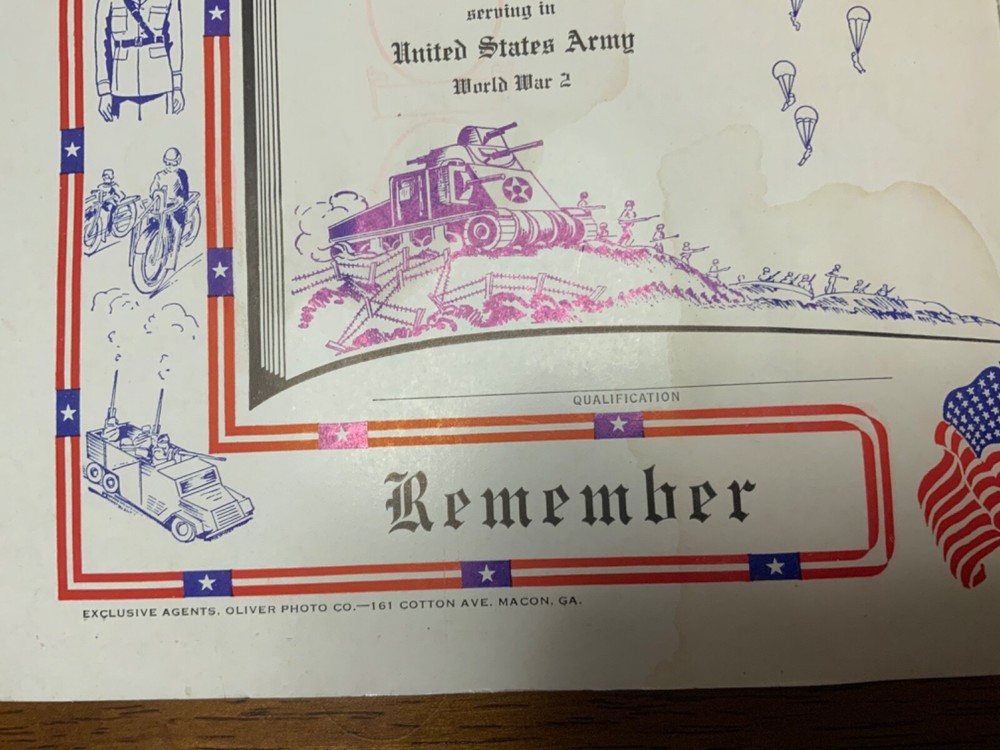 serving in
United States Army
World War 2
QUALIFICATION
Remember
EXCLUSIVE AGENTS, OLIVER PHOTO CO.—161 COTTON AVE. MACON, GA.